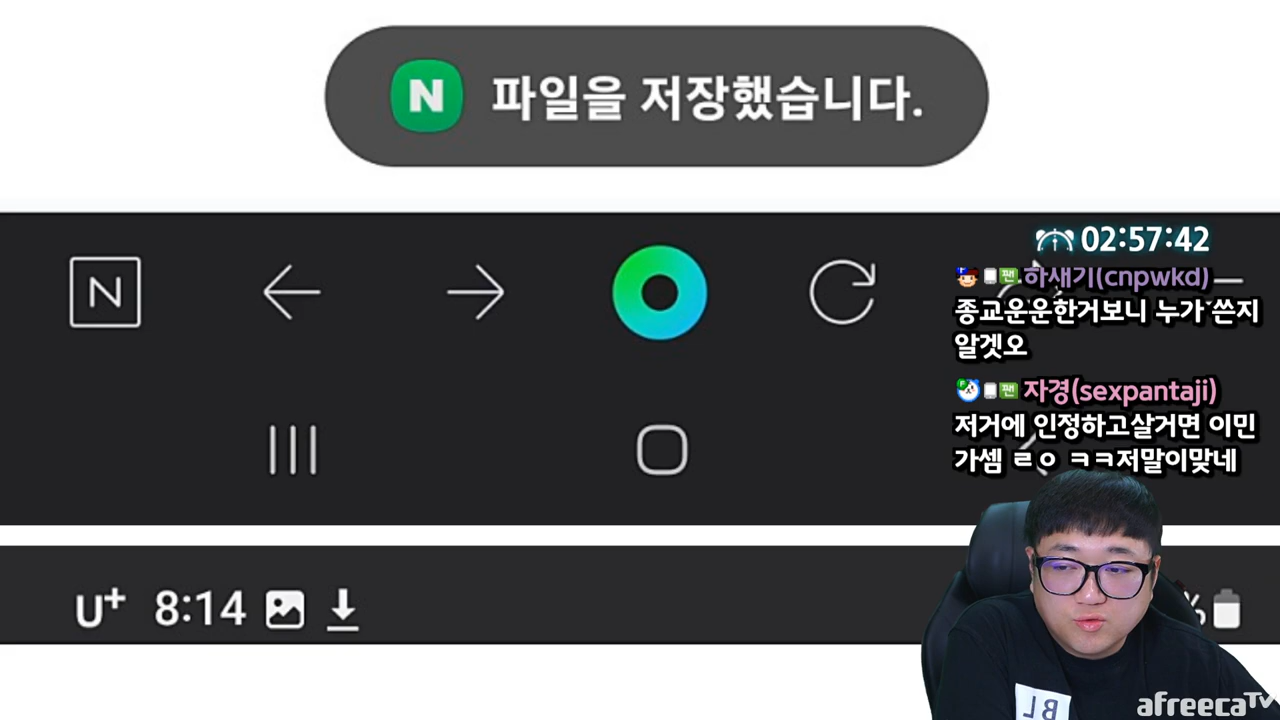 N 파일을 저장했습니다.
N
02:57:42
팬 하새기(cnpwkd)
종교운운한거보니 누가 쓴지
알겟오
팬 자경(sexpantaji)
저거에 인정하고살거면 이민
가셈 ㄹㅇ ㅋㅋ저말이맞네
U+ 8:14
%
BL
afreecaTV